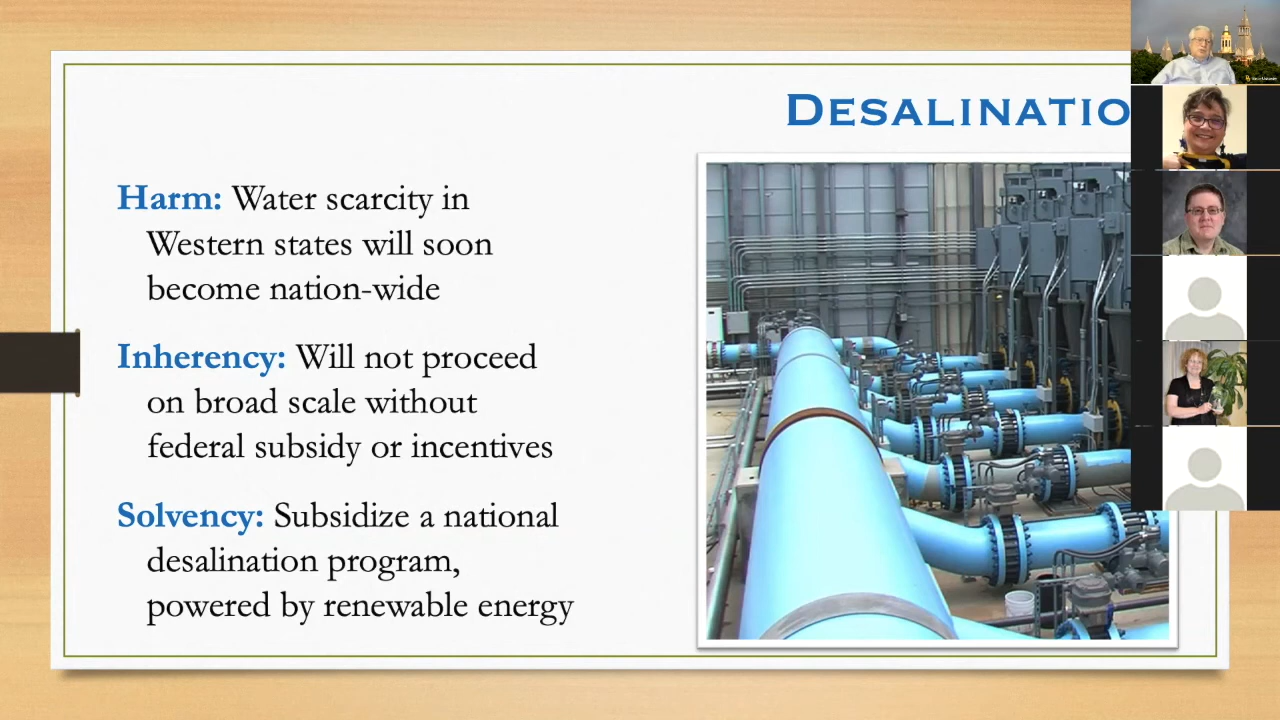 DESALINATIO
Harm: Water scarcity in
Western states will soon
become nation-wide
Inherency: Will not proceed
on broad scale without
federal subsidy or incentives
Solvency: Subsidize a national
desalination program,
powered by renewable energy